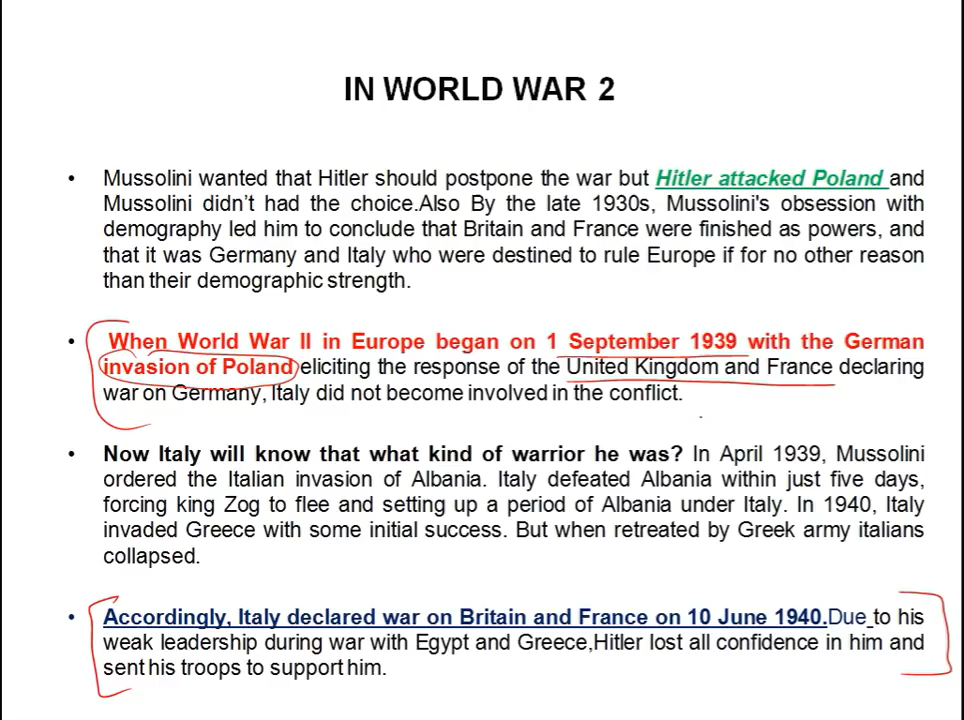 IN WORLD WAR 2
• Mussolini wanted that Hitler should postpone the war but Hitler attacked Poland and
Mussolini didn't had the choice.Also By the late 1930s, Mussolini's obsession with
demography led him to conclude that Britain and France were finished as powers, and
that it was Germany and Italy who were destined to rule Europe if for no other reason
than their demographic strength.
• When World War II in Europe began on 1 September 1939 with the German
invasion of Poland eliciting the response of the United Kingdom and France declaring
war on Germany, Italy did not become involved in the conflict.
• Now Italy will know that what kind of warrior he was? In April 1939, Mussolini
ordered the Italian invasion of Albania. Italy defeated Albania within just five days,
forcing king Zog to flee and setting up a period of Albania under Italy. In 1940, Italy
invaded Greece with some initial success. But when retreated by Greek army italians
collapsed.
• Accordingly, Italy declared war on Britain and France on 10 June 1940.Due to his
weak leadership during war with Egypt and Greece,Hitler lost all confidence in him and
sent his troops to support him.